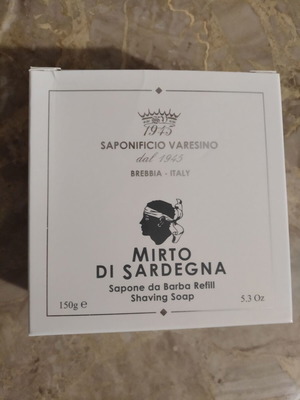 1945
SAPONIFICIO VARESINO
dal 1945
BREBBIA - ITALY
MIRTO
DI SARDEGNA
Sapone da Barba Refill
Shaving Soap
150g e
5.3 Oz